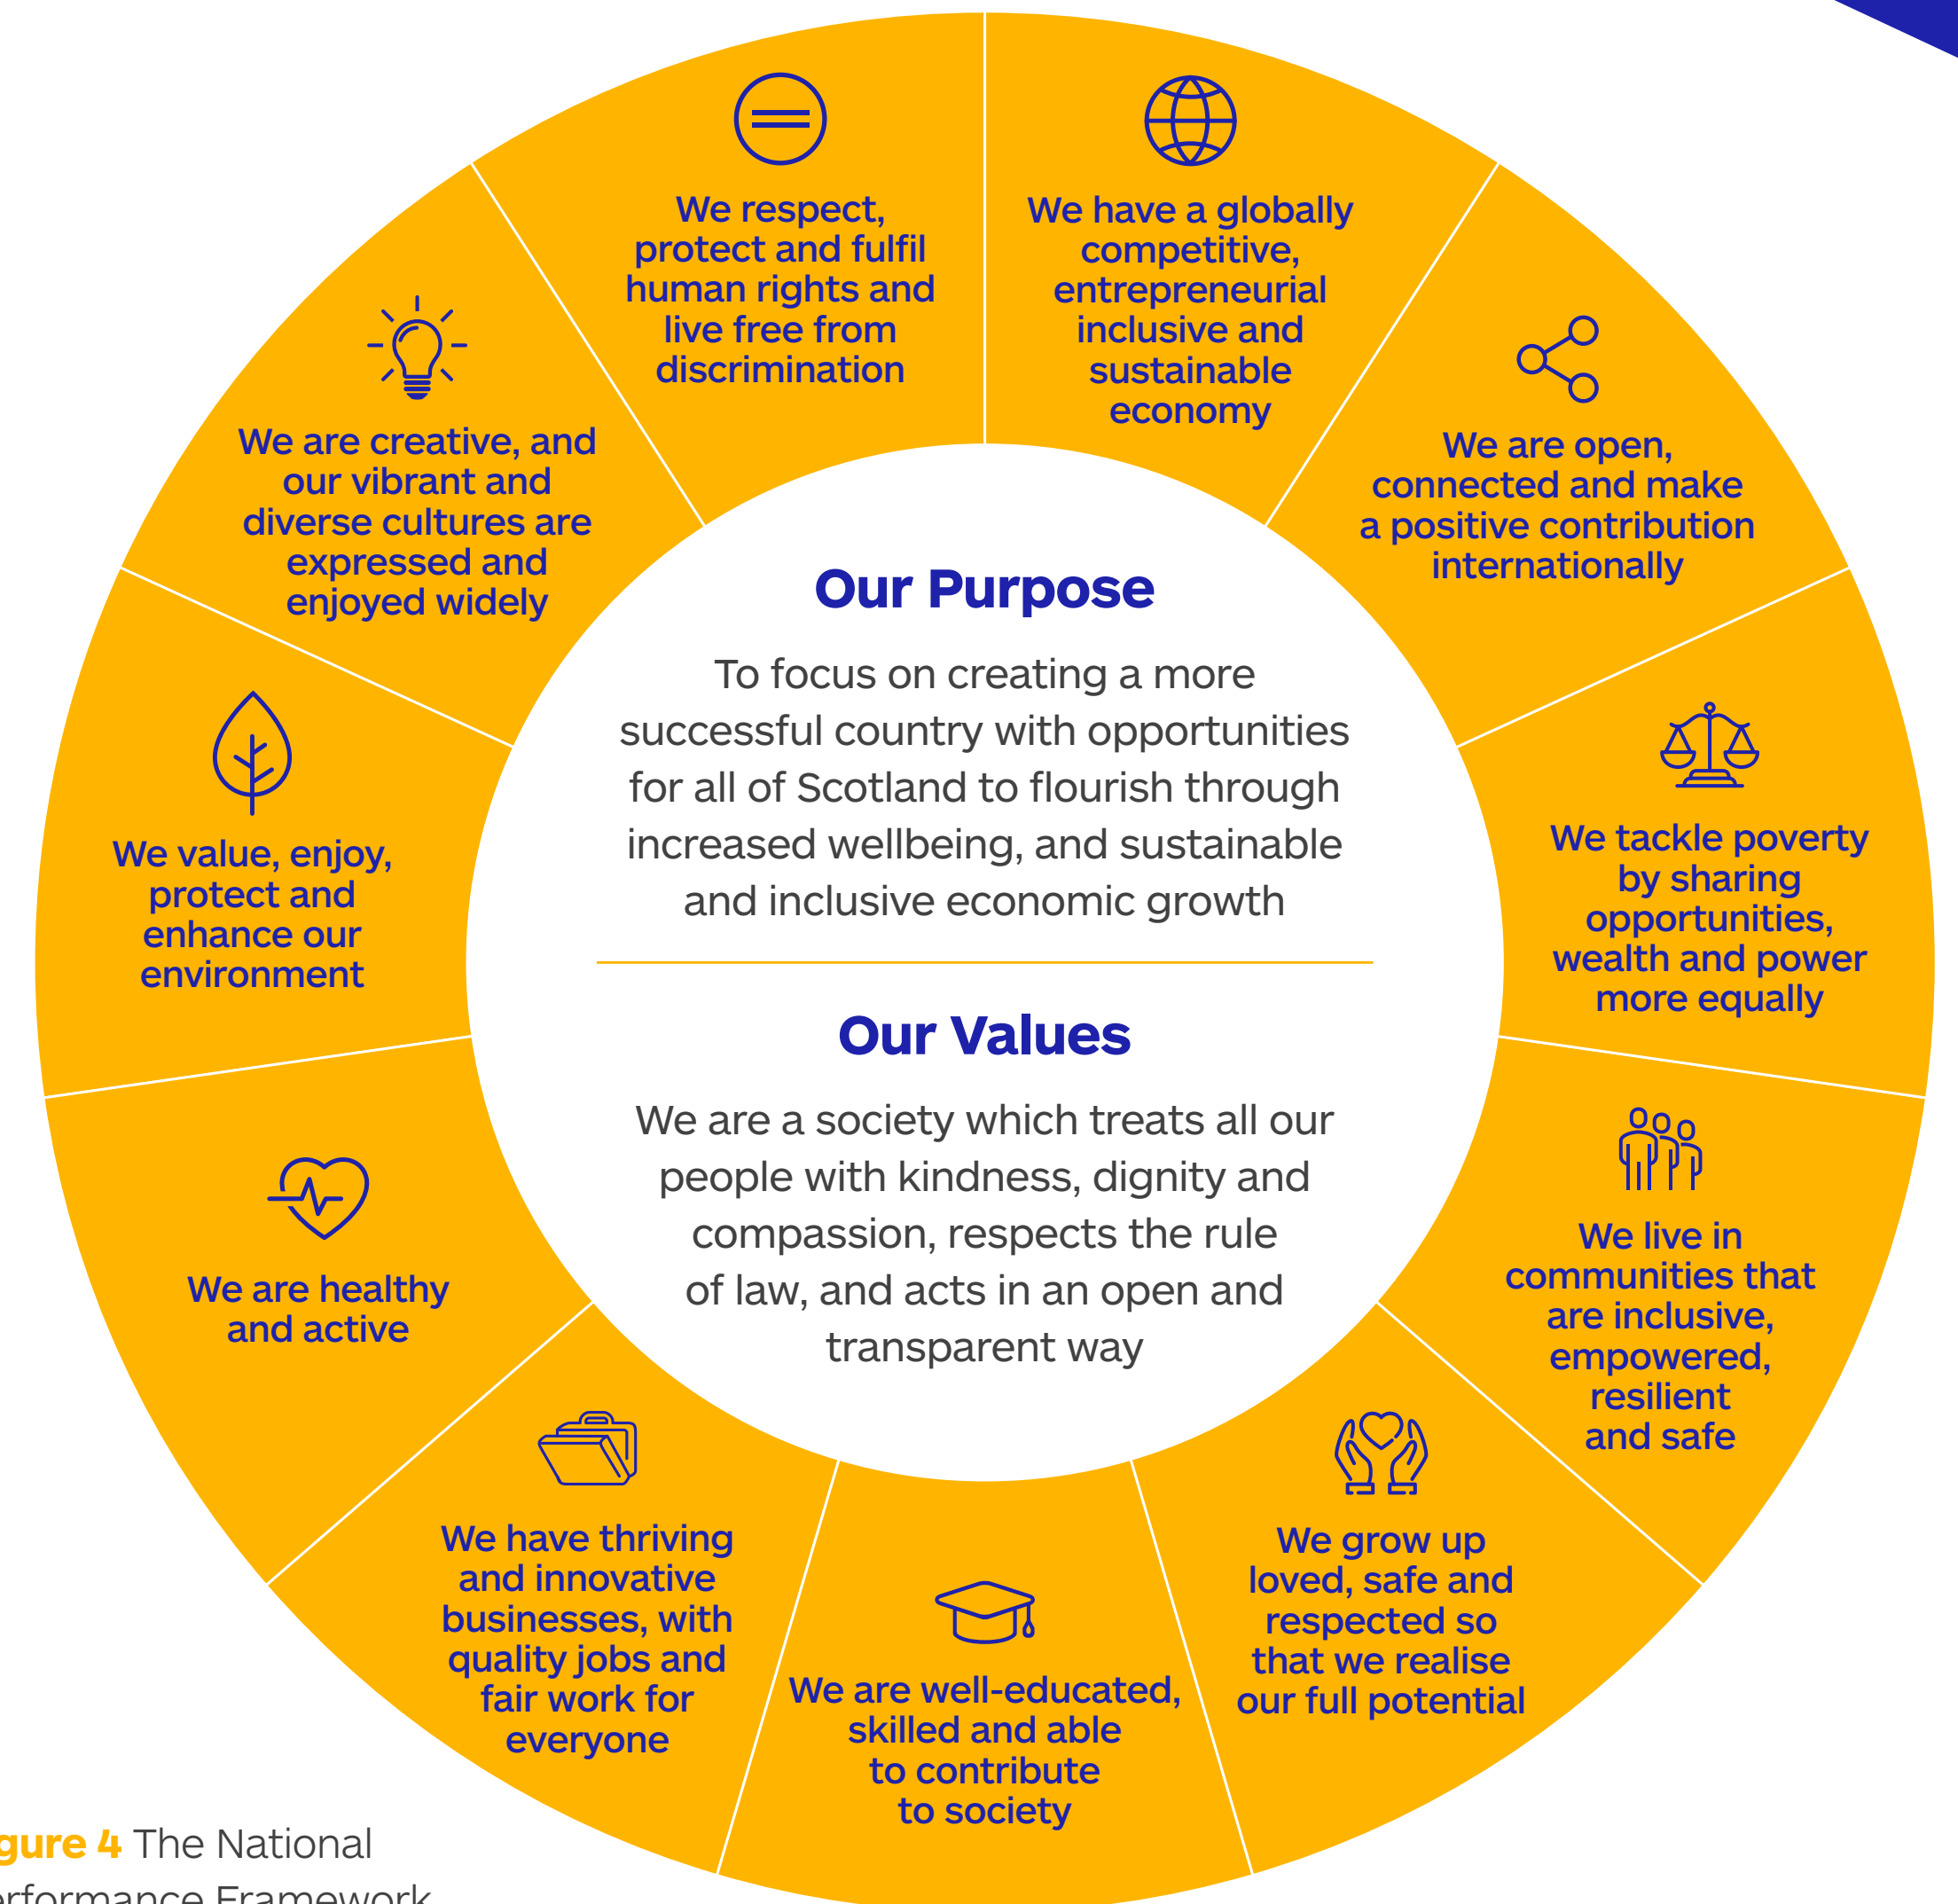 We respect,
protect and fulfil
human rights and
live free from
discrimination
We have a globally
competitive,
entrepreneurial
inclusive and
sustainable
economy
We are open,
connected and make
a positive contribution
internationally
We tackle poverty
by sharing
opportunities,
wealth and power
more equally
We live in
communities that
are inclusive,
empowered,
resilient
and safe
We grow up
loved, safe and
respected so
that we realise
our full potential
We are well-educated,
skilled and able
to contribute
to society
We have thriving
and innovative
businesses, with
quality jobs and
fair work for
everyone
We are healthy
and active
We value, enjoy,
protect and
enhance our
environment
We are creative, and
our vibrant and
diverse cultures are
expressed and
enjoyed widely
Our Purpose
To focus on creating a more
successful country with opportunities
for all of Scotland to flourish through
increased wellbeing, and sustainable
and inclusive economic growth
Our Values
We are a society which treats all our
people with kindness, dignity and
compassion, respects the rule
of law, and acts in an open and
transparent way
gure 4 The National
erformance Framework